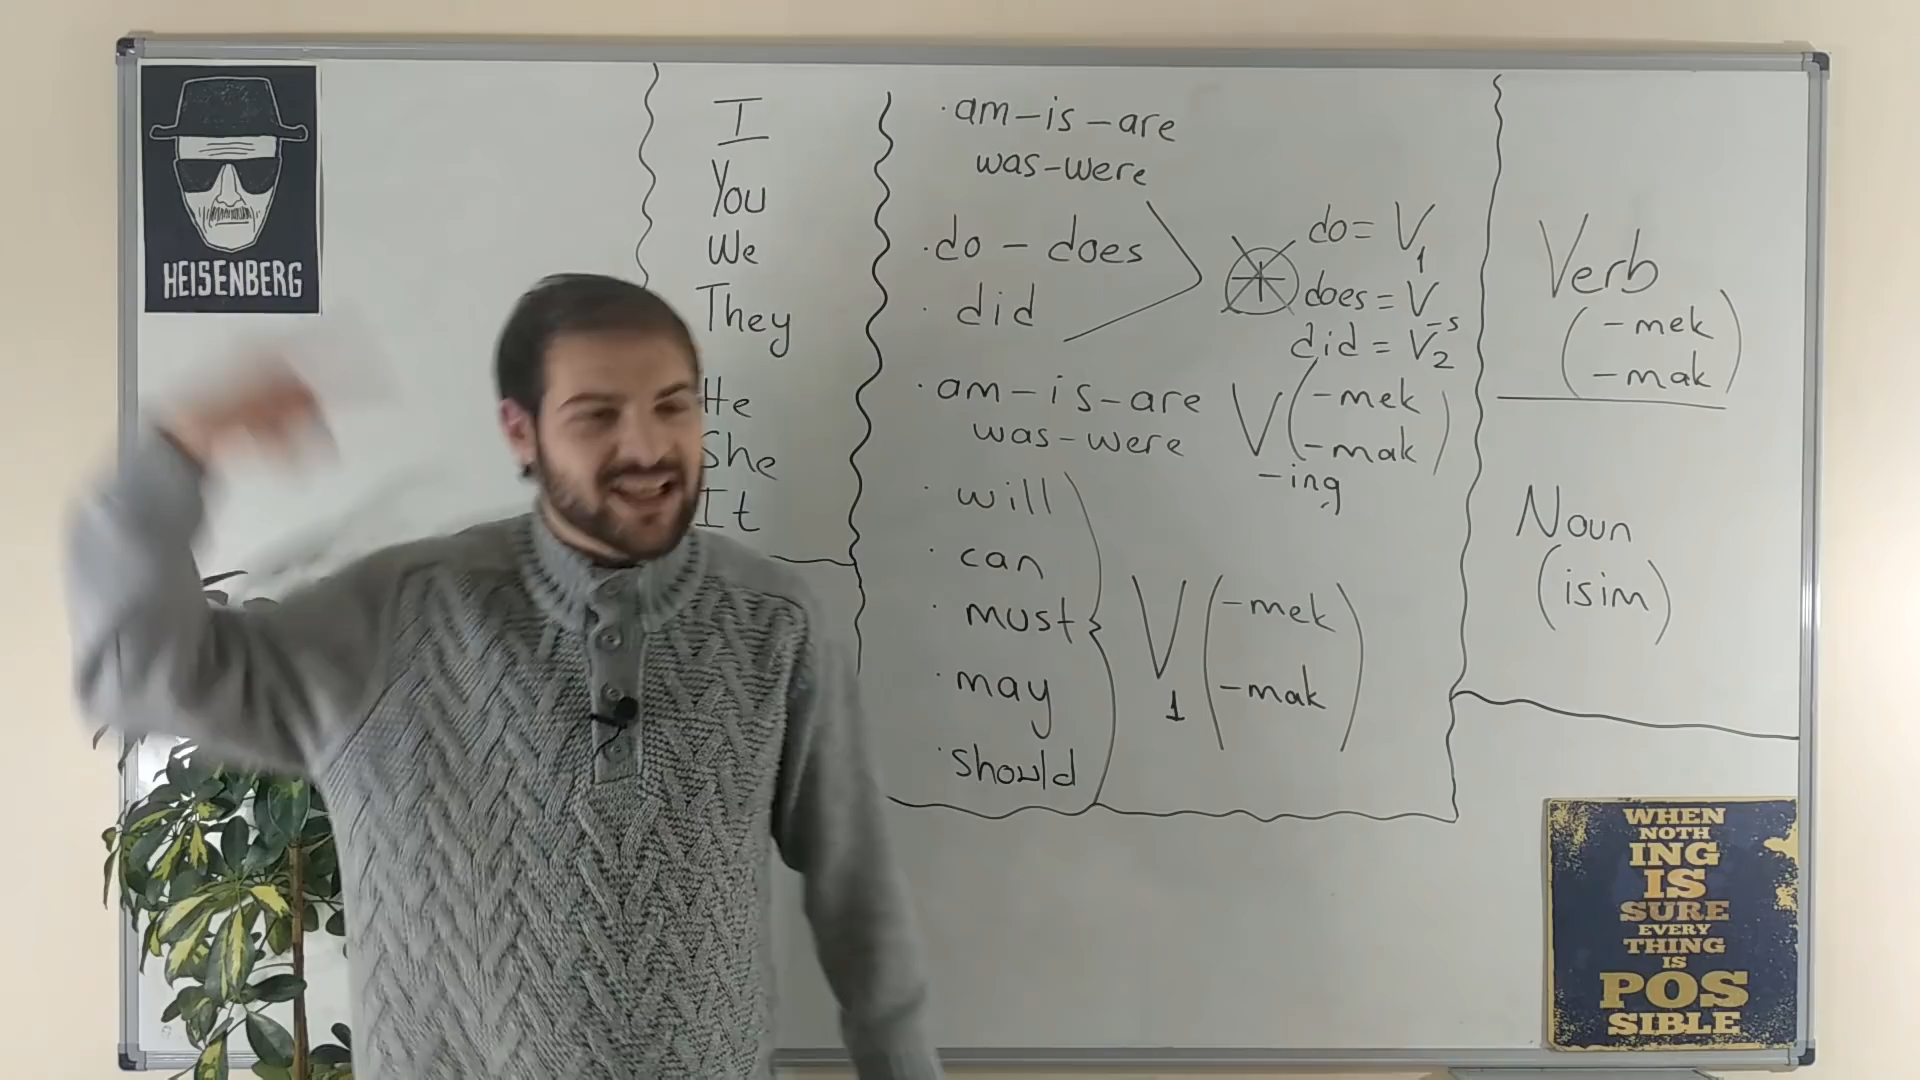 HEISENBERG
I
You
We
They
He
She
It
·am-is-are
was-were
·do - does
· did
+
do = V1
does = V-s
did = V2
·am-is-are
was-were
V (-mek
-mak)
-ing
· will
· can
· must
· may
· should
V1 (-mek
-mak)
Verb
(-mek
-mak)
Noun
(isim)
WHEN
NOTH
ING
IS
SURE
EVERY
THING
IS
POS
SIBLE